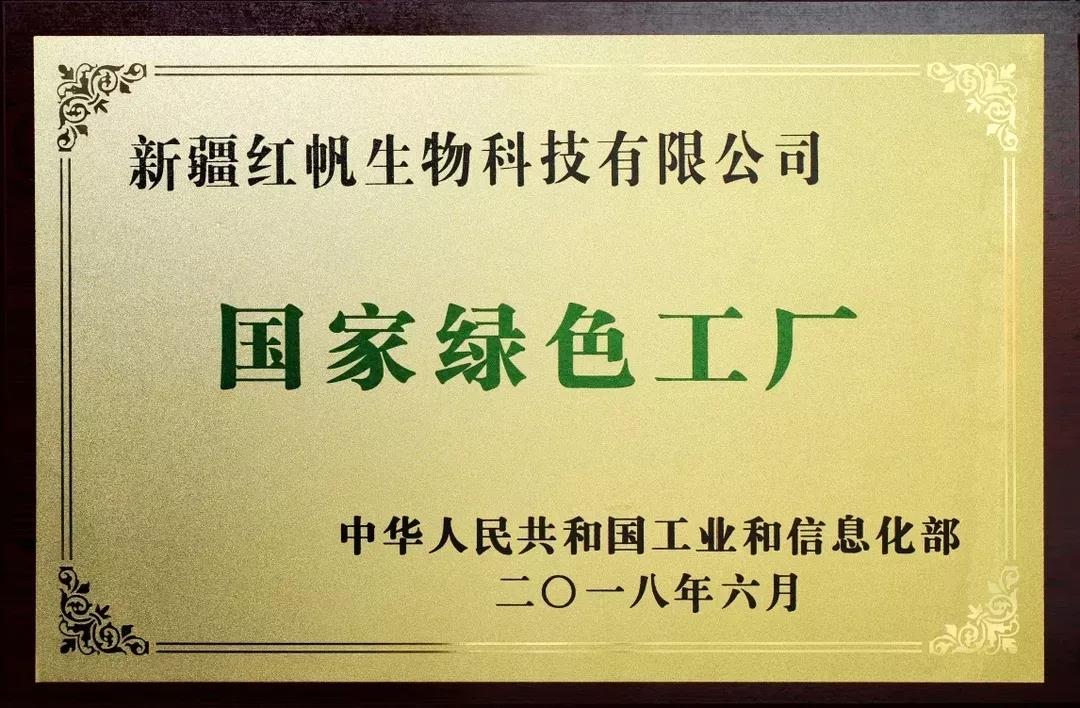 新疆红帆生物科技有限公司
国家绿色工厂
中华人民共和国工业和信息化部
二〇一八年六月